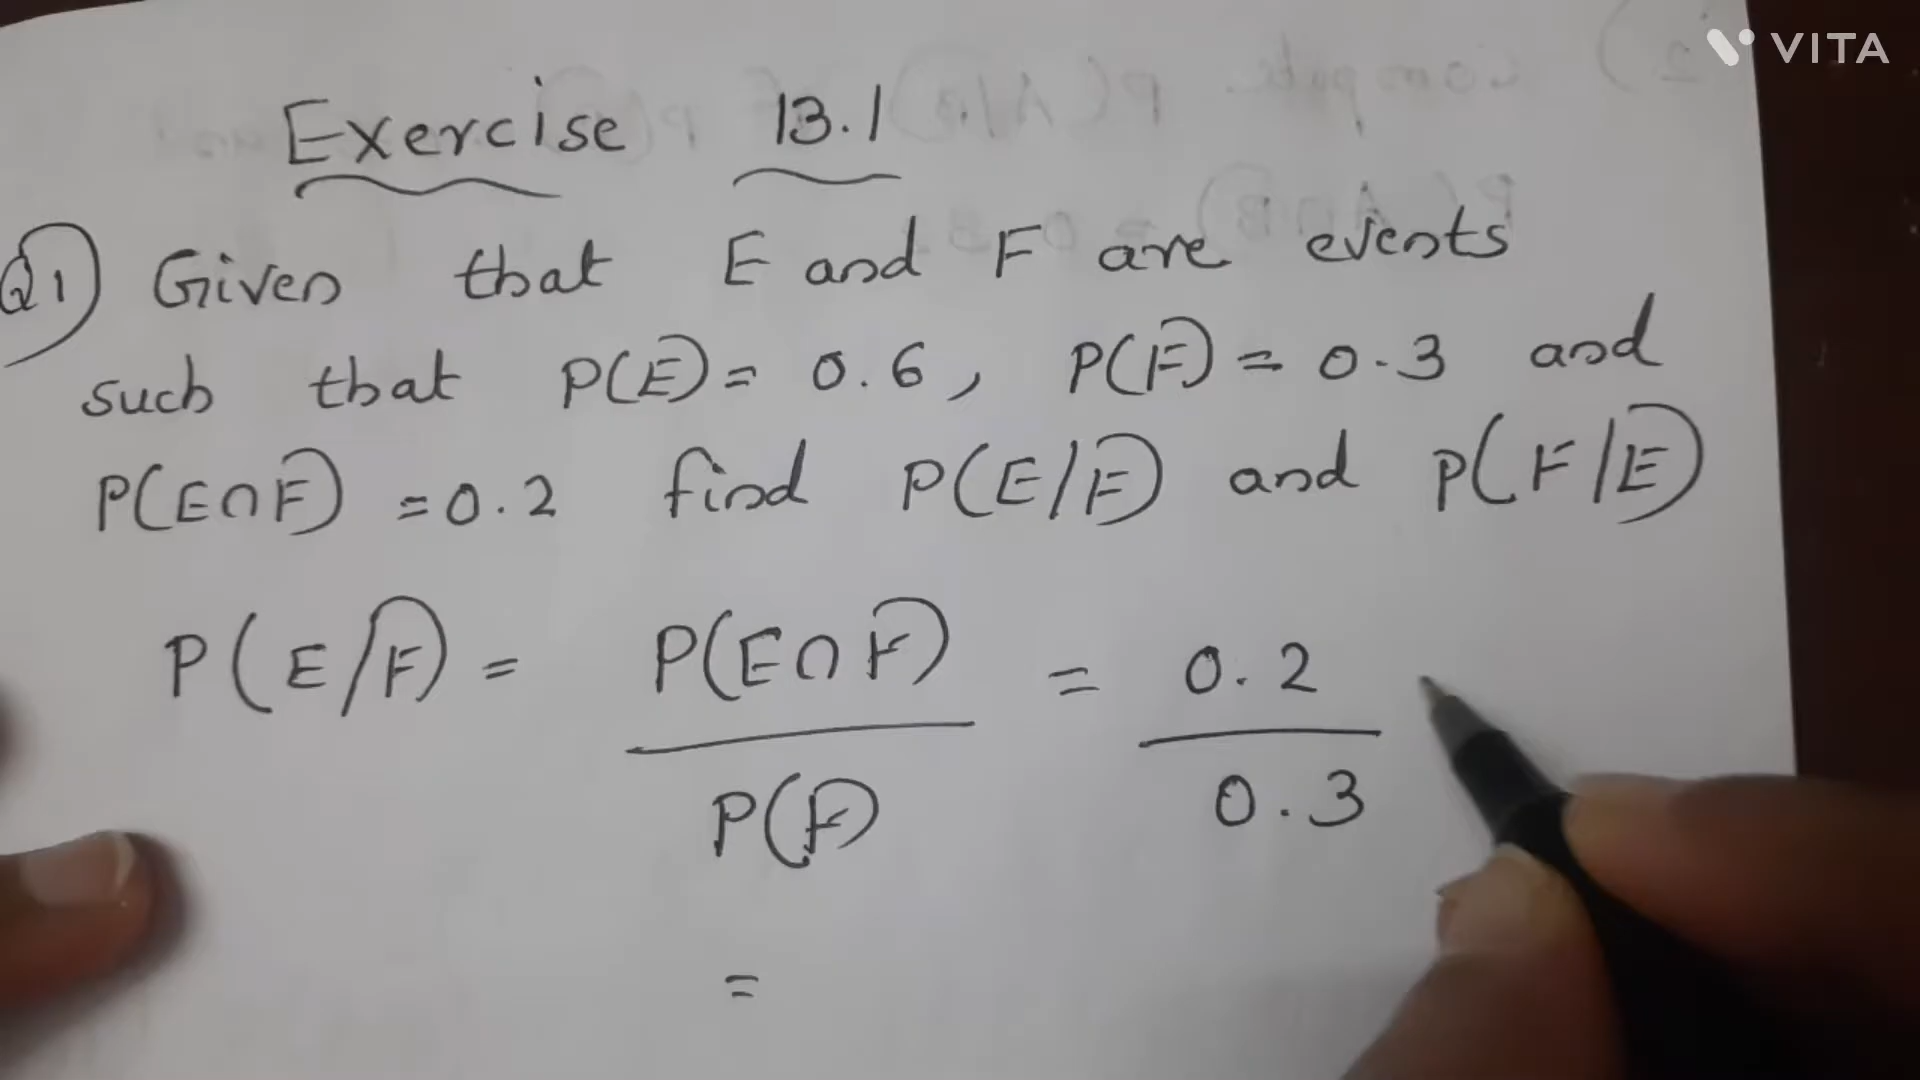 VITA
Exercise 13.1
Q1) Given that E and F are events
such that P(E) = 0.6, P(F) = 0.3 and
P(E∩F) = 0.2 find P(E/F) and P(F/E)
P(E/F) = P(E∩F) = 0.2
P(F) 0.3
=